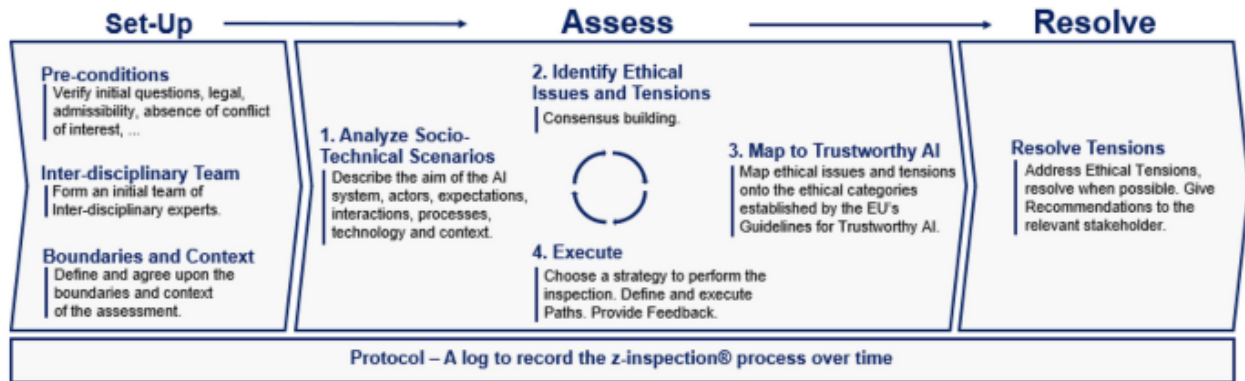 Set-Up
Assess
Resolve
Pre-conditions
Verify initial questions, legal,
admissibility, absence of conflict
of interest, ...
Inter-disciplinary Team
Form an initial team of
Inter-disciplinary experts.
Boundaries and Context
Define and agree upon the
boundaries and context
of the assessment.
1. Analyze Socio-
Technical Scenarios
Describe the aim of the AI
system, actors, expectations,
interactions, processes,
technology and context.
2. Identify Ethical
Issues and Tensions
Consensus building.
3. Map to Trustworthy AI
Map ethical issues and tensions
onto the ethical categories
established by the EU's
Guidelines for Trustworthy AI.
4. Execute
Choose a strategy to perform the
inspection. Define and execute
Paths. Provide Feedback.
Resolve Tensions
Address Ethical Tensions,
resolve when possible. Give
Recommendations to the
relevant stakeholder.
Protocol – A log to record the z-inspection® process over time